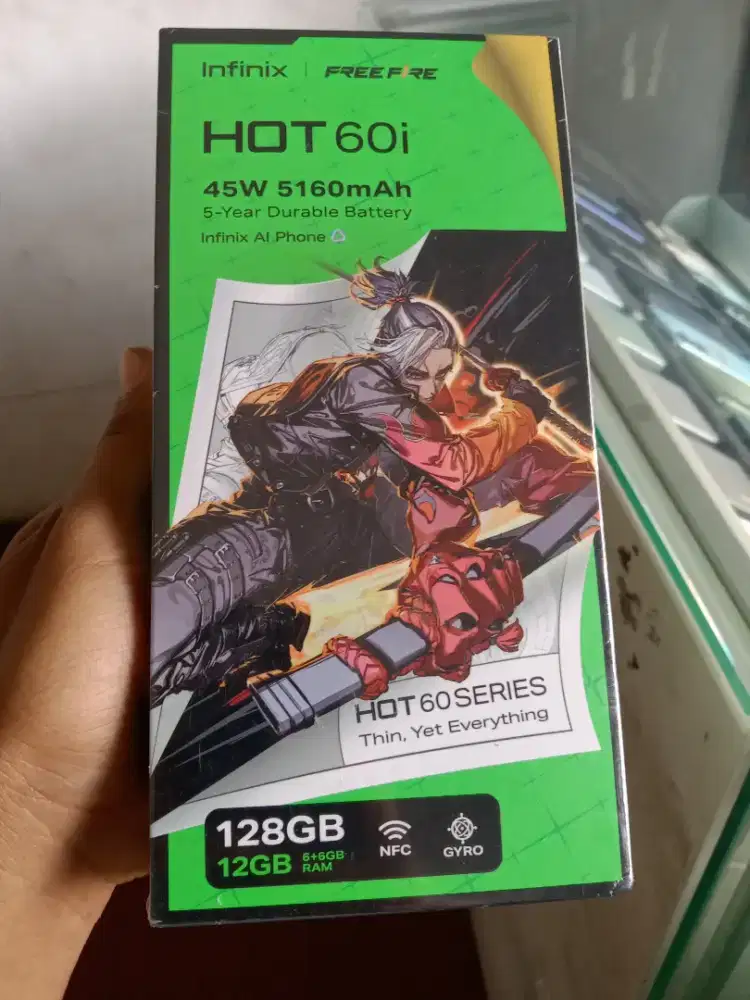 Infinix | FREE FIRE
HOT 60i
45W 5160mAh
5-Year Durable Battery
Infinix AI Phone
HOT 60 SERIES
Thin, Yet Everything
128GB
12GB 6+6GB RAM
NFC
GYRO